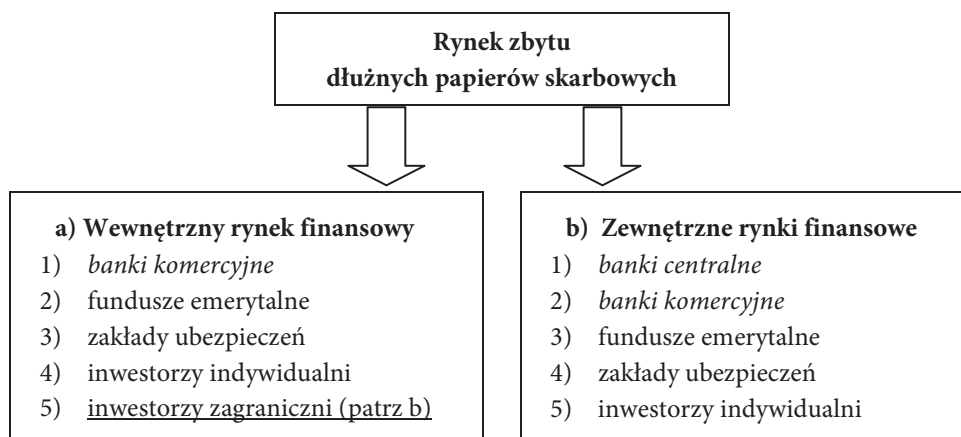 Rynek zbytu
dłużnych papierów skarbowych
a) Wewnętrzny rynek finansowy
1) banki komercyjne
2) fundusze emerytalne
3) zakłady ubezpieczeń
4) inwestorzy indywidualni
5) inwestorzy zagraniczni (patrz b)
b) Zewnętrzne rynki finansowe
1) banki centralne
2) banki komercyjne
3) fundusze emerytalne
4) zakłady ubezpieczeń
5) inwestorzy indywidualni